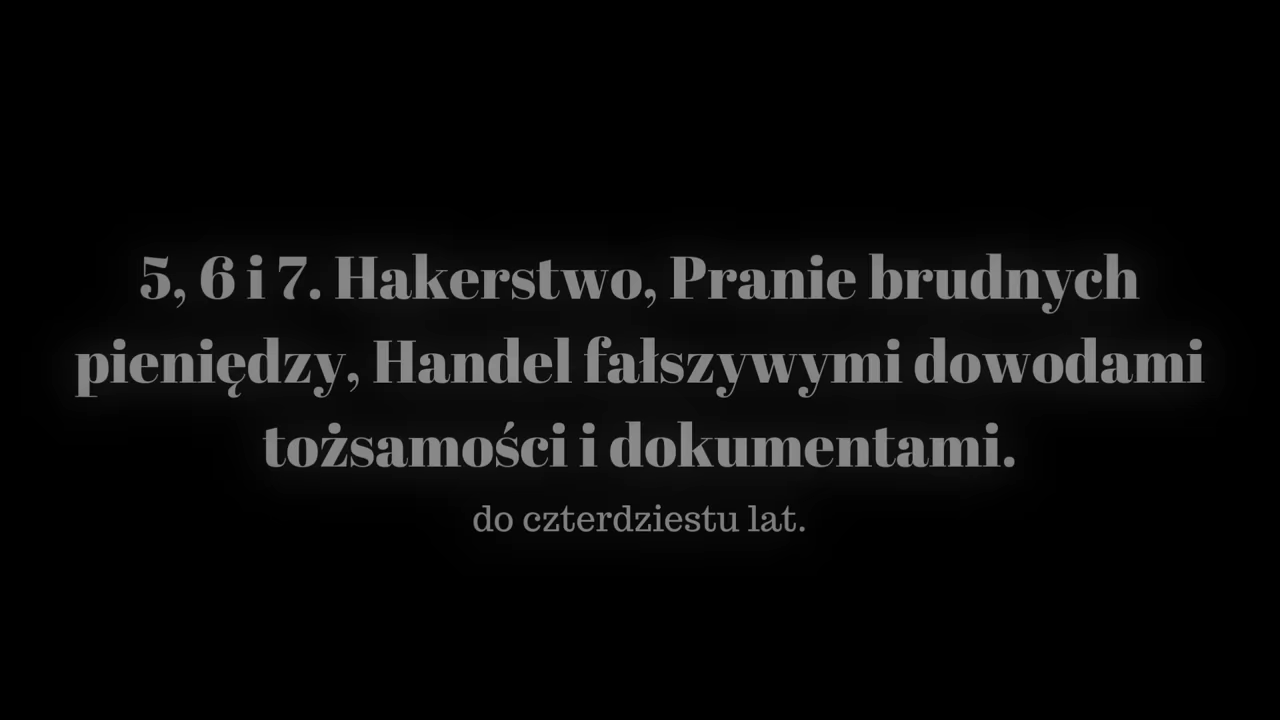 5, 6 i 7. Hakerstwo, Pranie brudnych
pieniędzy, Handel fałszywymi dowodami
tożsamości i dokumentami.
do czterdziestu lat.